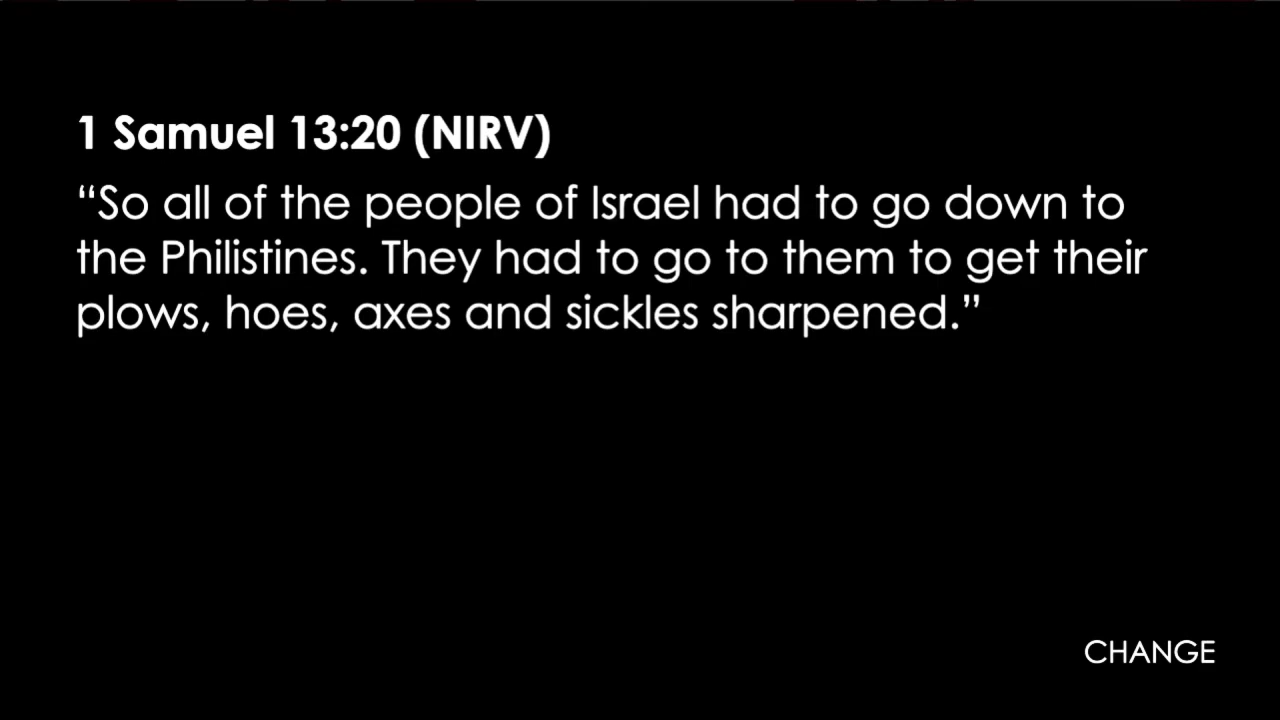 1 Samuel 13:20 (NIRV)
“So all of the people of Israel had to go down to
the Philistines. They had to go to them to get their
plows, hoes, axes and sickles sharpened.”
CHANGE